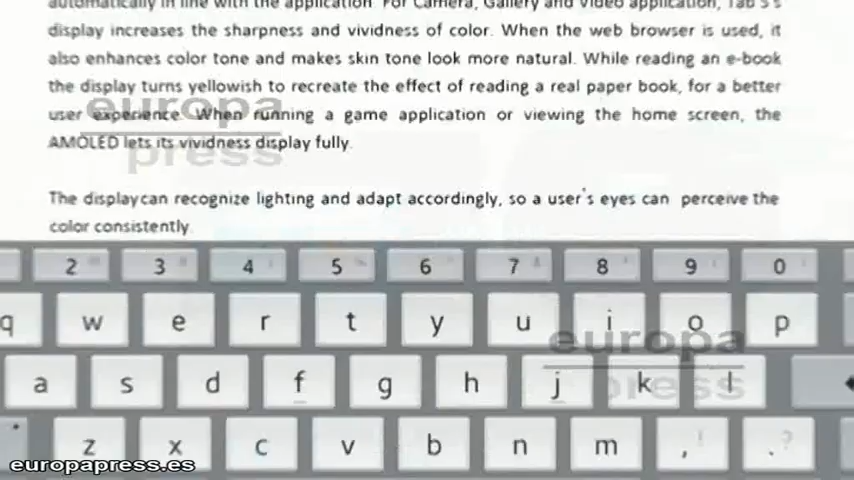 automatically in line with the application. For Camera, Gallery and Video application, Tab S's
display increases the sharpness and vividness of color. When the web browser is used, it
also enhances color tone and makes skin tone look more natural. While reading an e-book
the display turns yellowish to recreate the effect of reading a real paper book, for a better
user experience. When running a game application or viewing the home screen, the
AMOLED lets its vividness display fully.
europa
press
The display can recognize lighting and adapt accordingly, so a user's eyes can perceive the
color consistently.
2 3 4 5 6 7 8 9 0
q w e r t y u i o p
europa
press
a s d f g h j k l
z x c v b n m , ! . ?
europapress.es